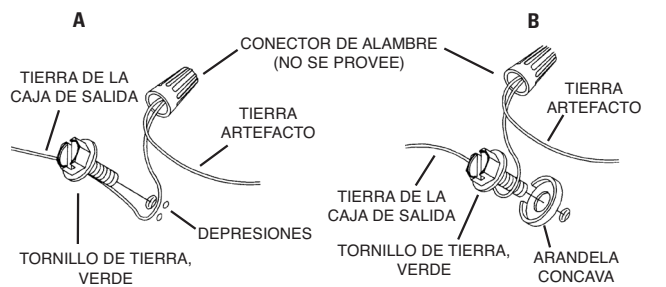 A
TIERRA DE LA
CAJA DE SALIDA
CONECTOR DE ALAMBRE
(NO SE PROVEE)
TIERRA
ARTEFACTO
DEPRESIONES
TORNILLO DE TIERRA,
VERDE
B
TIERRA
ARTEFACTO
TIERRA DE LA
CAJA DE SALIDA
TORNILLO DE TIERRA,
VERDE
ARANDELA
CONCAVA